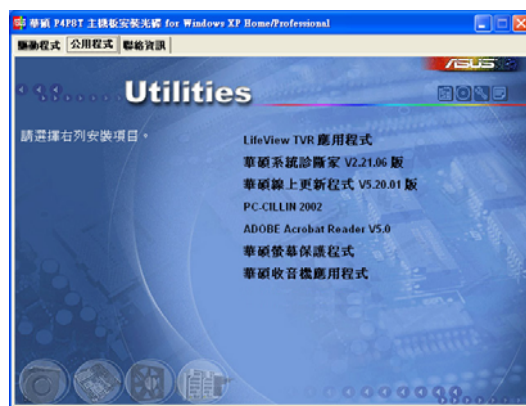 華碩 P4P8T 主機板安裝光碟 for Windows XP Home/Professional
驅動程式 公用程式 聯絡資訊
ASUS
Utilities
請選擇右列安裝項目。
LifeView TVR 應用程式
華碩系統診斷家 V2.21.06 版
華碩線上更新程式 V5.20.01 版
PC-CILLIN 2002
ADOBE Acrobat Reader V5.0
華碩螢幕保護程式
華碩收音機應用程式